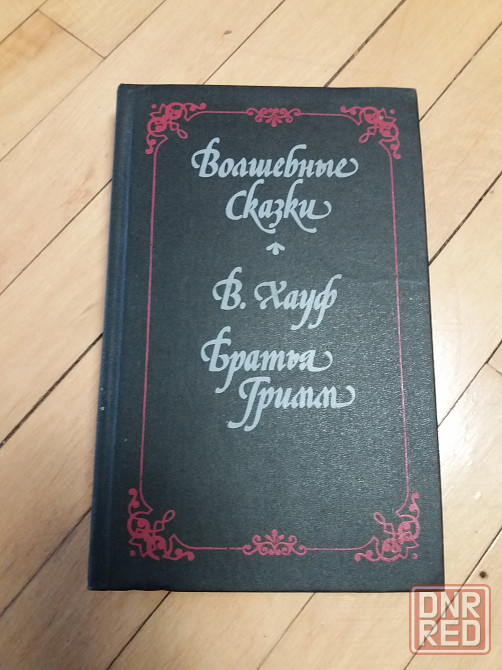 Волшебные
Сказки
В. Хауф
Братья
Гримм
DNR
RED